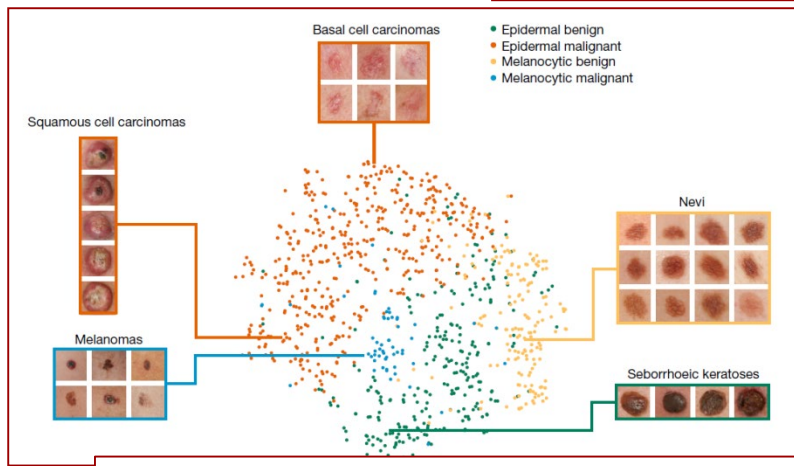 Basal cell carcinomas
Epidermal benign
Epidermal malignant
Melanocytic benign
Melanocytic malignant
Squamous cell carcinomas
Nevi
Melanomas
Seborrhoeic keratoses